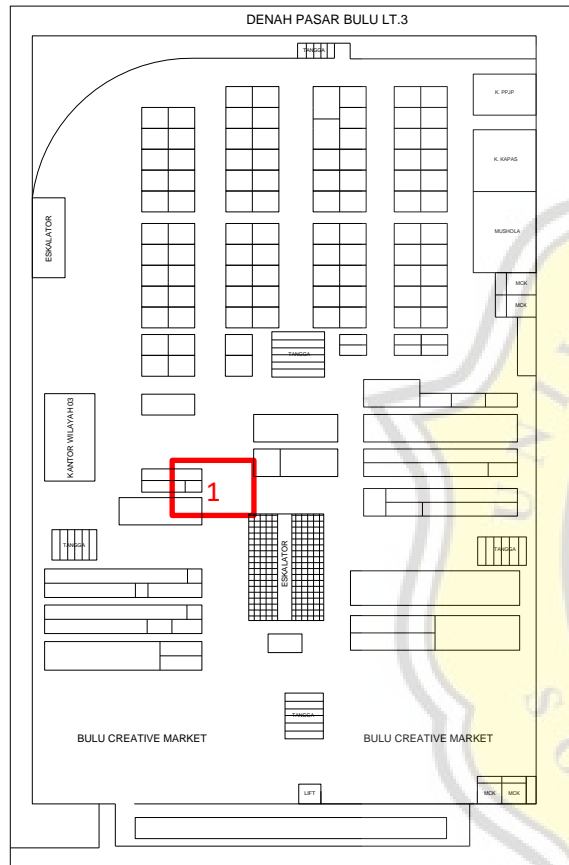 DENAH PASAR BULU LT.3
TANGGA
K. PPJP
K. KAPAS
MUSHOLA
ESKALATOR
MCK
MCK
TANGGA
KANTOR WILAYAH 03
1
ESKALATOR
TANGGA
TANGGA
TANGGA
BULU CREATIVE MARKET
BULU CREATIVE MARKET
LIFT
MCK
MCK